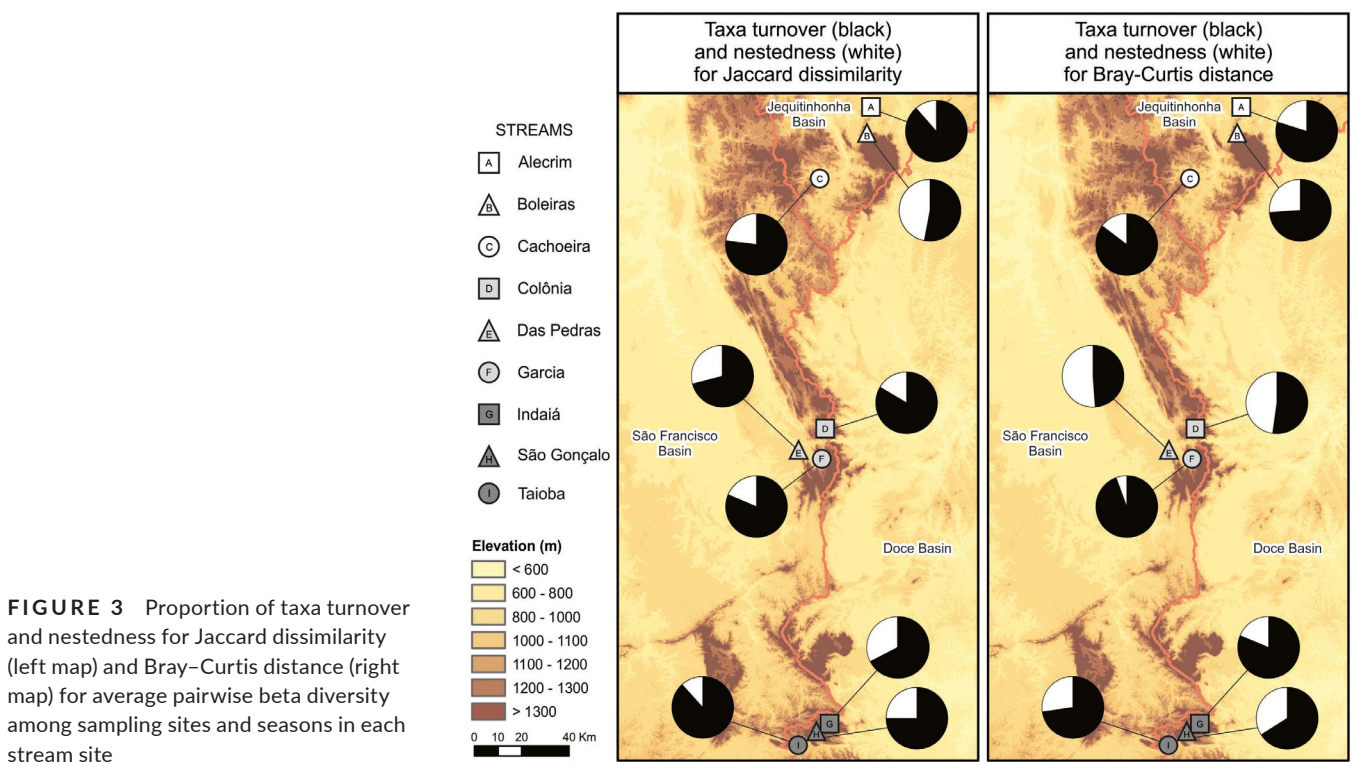 FIGURE 3 Proportion of taxa turnover
and nestedness for Jaccard dissimilarity
(left map) and Bray–Curtis distance (right
map) for average pairwise beta diversity
among sampling sites and seasons in each
stream site
STREAMS
A Alecrim
B Boleiras
C Cachoeira
D Colônia
E Das Pedras
F Garcia
G Indaiá
H São Gonçalo
I Taioba
Elevation (m)
< 600
600 - 800
800 - 1000
1000 - 1100
1100 - 1200
1200 - 1300
> 1300
0 10 20 40 Km
Taxa turnover (black)
and nestedness (white)
for Jaccard dissimilarity
Jequitinhonha
Basin
A
B
C
D
São Francisco
Basin
E
F
Doce Basin
G
H
I
Taxa turnover (black)
and nestedness (white)
for Bray-Curtis distance
Jequitinhonha
Basin
A
B
C
D
São Francisco
Basin
E
F
Doce Basin
G
H
I